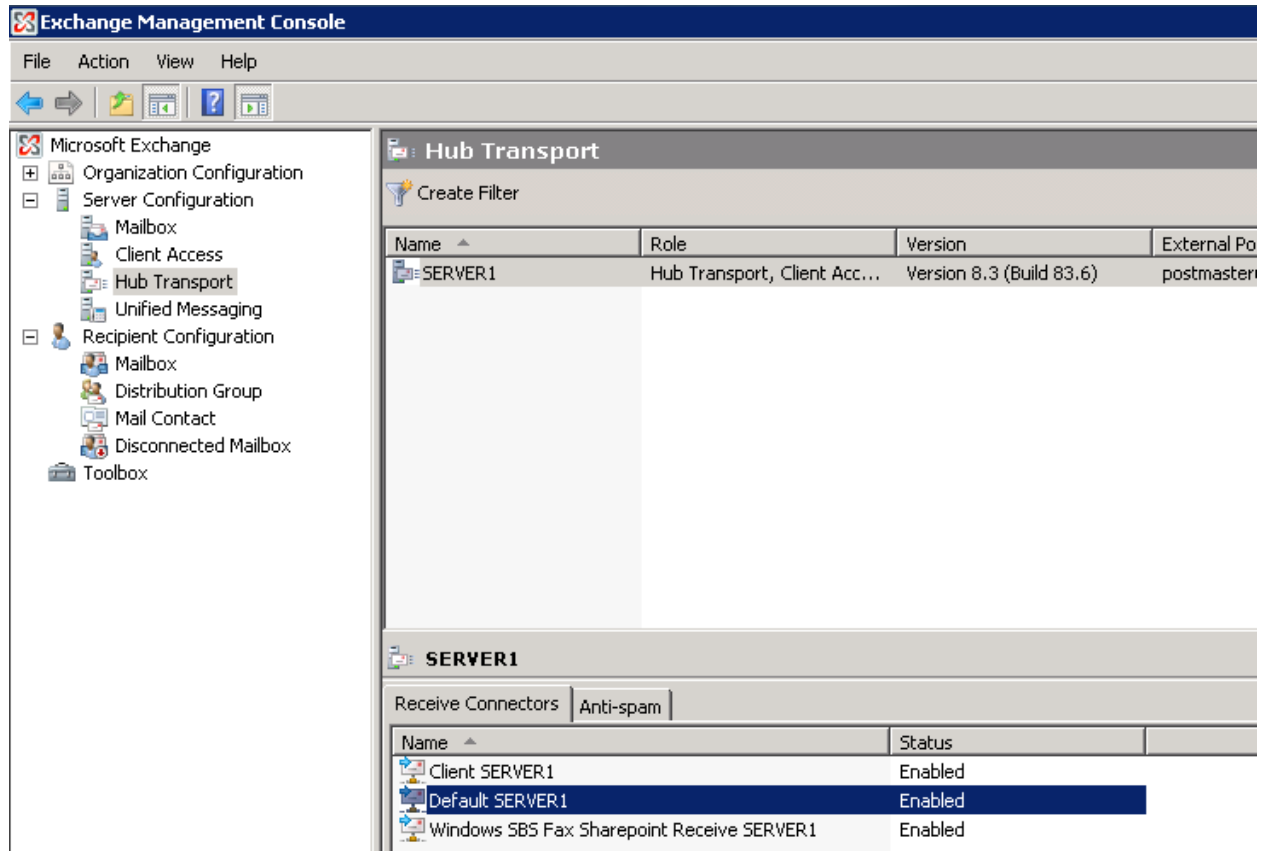 Exchange Management Console
File Action View Help
Microsoft Exchange
Organization Configuration
Server Configuration
Mailbox
Client Access
Hub Transport
Unified Messaging
Recipient Configuration
Mailbox
Distribution Group
Mail Contact
Disconnected Mailbox
Toolbox
Hub Transport
Create Filter
Name Role Version External Po
SERVER1 Hub Transport, Client Acc... Version 8.3 (Build 83.6) postmaster
SERVER1
Receive Connectors Anti-spam
Name Status
Client SERVER1 Enabled
Default SERVER1 Enabled
Windows SBS Fax Sharepoint Receive SERVER1 Enabled